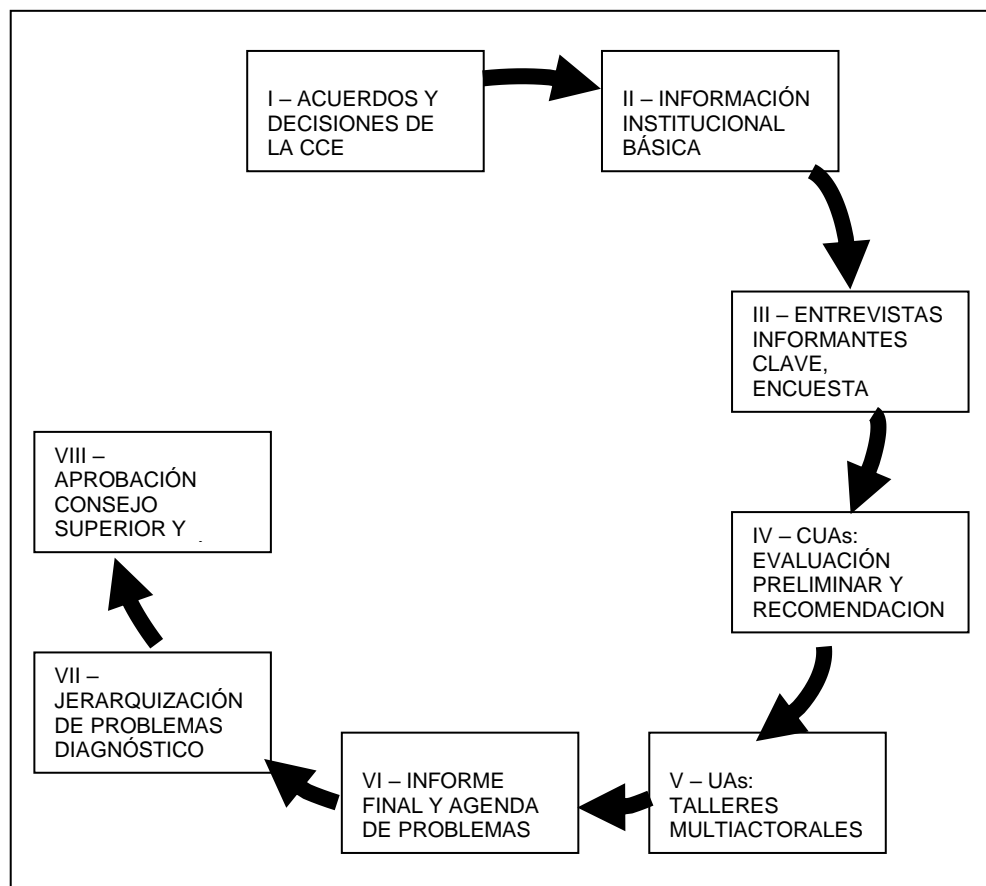 I – ACUERDOS Y
DECISIONES DE
LA CCE
II – INFORMACIÓN
INSTITUCIONAL
BÁSICA
III – ENTREVISTAS
INFORMANTES
CLAVE,
ENCUESTA
IV – CUAs:
EVALUACIÓN
PRELIMINAR Y
RECOMENDACION
V – UAs:
TALLERES
MULTIACTORALES
VI – INFORME
FINAL Y AGENDA
DE PROBLEMAS
VII –
JERARQUIZACIÓN
DE PROBLEMAS
DIAGNÓSTICO
VIII –
APROBACIÓN
CONSEJO
SUPERIOR Y